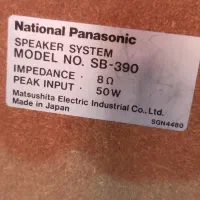 National Panasonic
SPEAKER SYSTEM
MODEL NO. SB-390
IMPEDANCE · 8Ω
PEAK INPUT · 50W
Matsushita Electric Industrial Co., Ltd.
Made in Japan
SGN4480